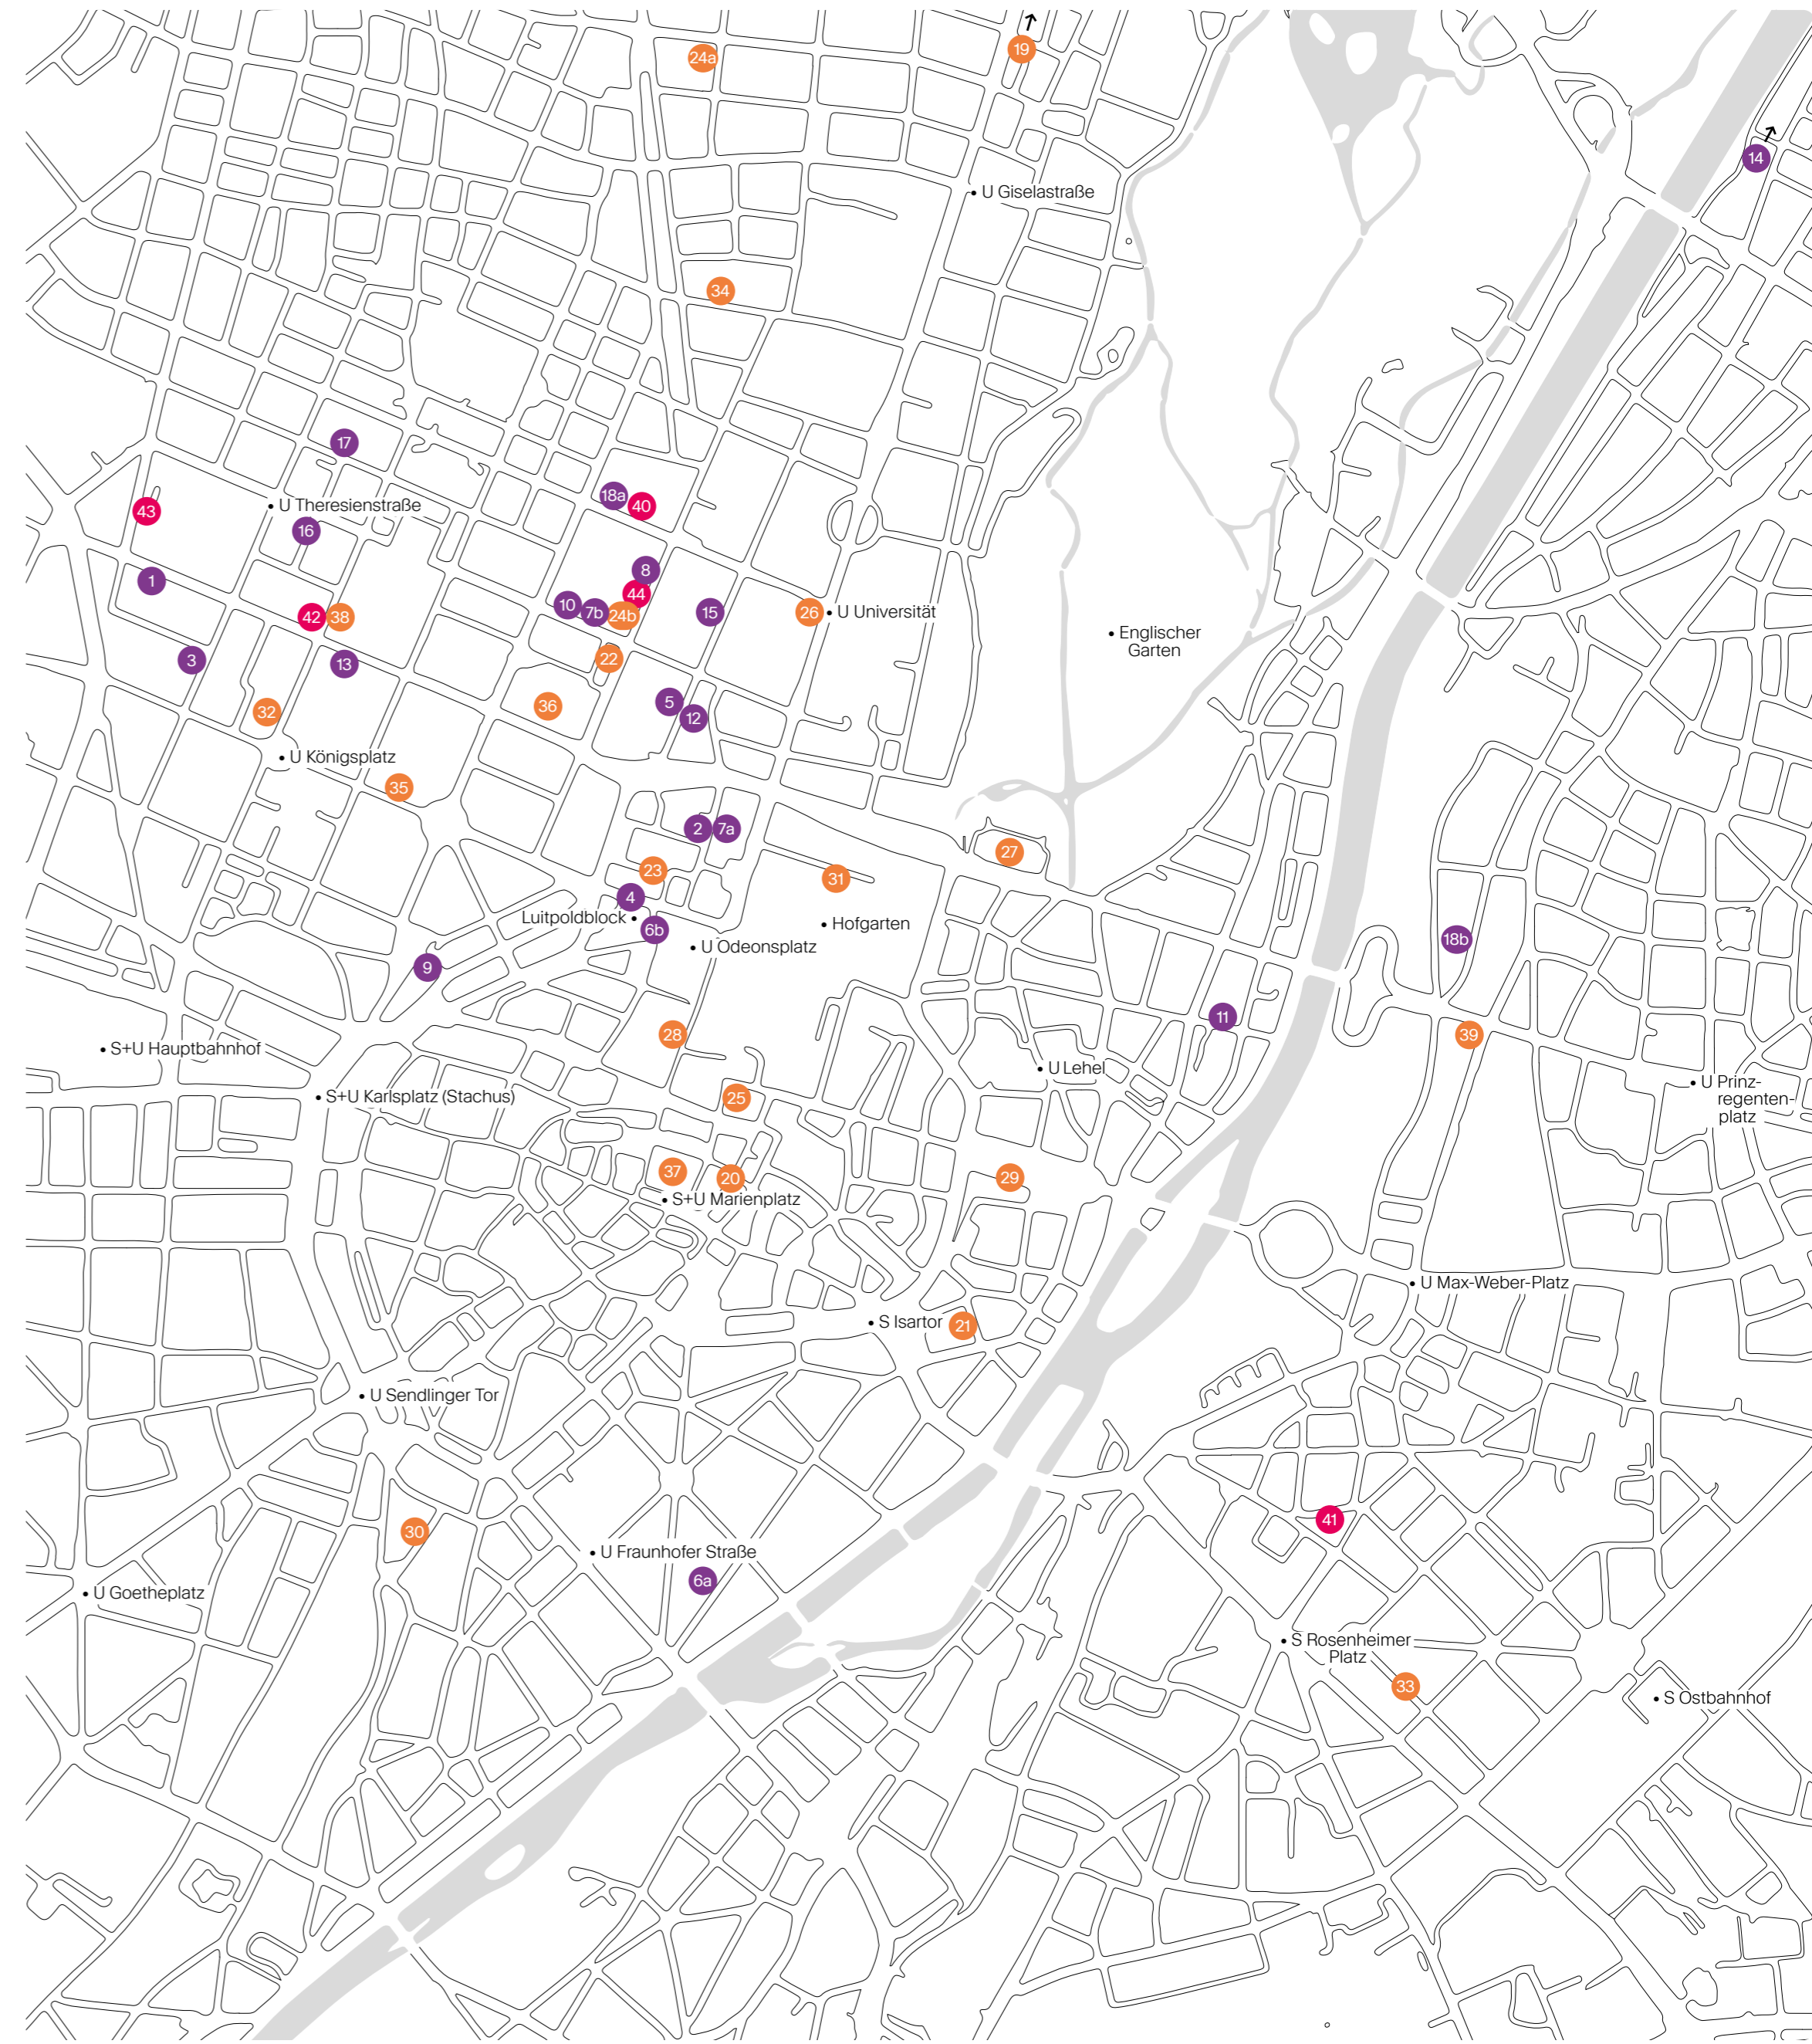 19
24a
14
U Giselastraße
34
17
18a
40
43
U Theresienstraße
16
8
1
44
10
7b
24b
15
26
U Universität
42
38
Englischer
Garten
3
13
22
5
36
12
32
U Königsplatz
35
2
7a
27
23
31
4
Luitpoldblock
6b
Hofgarten
U Odeonsplatz
18b
9
11
28
39
S+U Hauptbahnhof
U Lehel
U Prinz-
regenten-
platz
S+U Karlsplatz (Stachus)
25
37
20
29
S+U Marienplatz
U Max-Weber-Platz
S Isartor
21
U Sendlinger Tor
41
30
U Fraunhofer Straße
6a
U Goetheplatz
S Rosenheimer
Platz
33
S Ostbahnhof